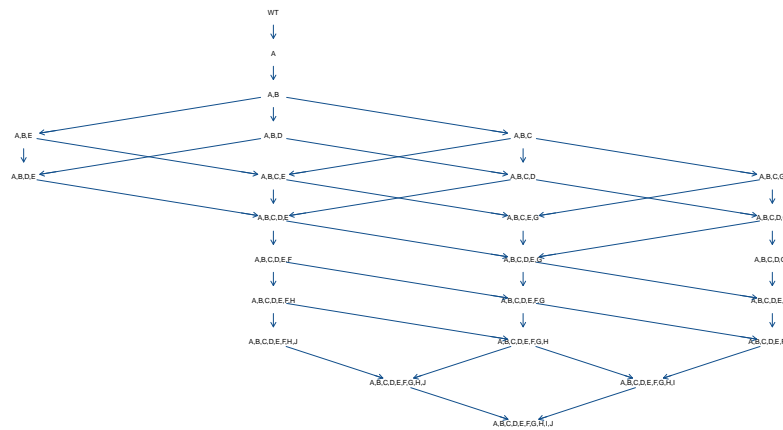 WT
A
A,B
A,B,E
A,B,D
A,B,C
A,B,D,E
A,B,C,E
A,B,C,D
A,B,C,G
A,B,C,D,E
A,B,C,E,G
A,B,C,D,
A,B,C,D,E,F
A,B,C,D,E,G
A,B,C,D,G
A,B,C,D,E,F,H
A,B,C,D,E,F,G
A,B,C,D,E,
A,B,C,D,E,F,H,J
A,B,C,D,E,F,G,H
A,B,C,D,E,F
A,B,C,D,E,F,G,H,J
A,B,C,D,E,F,G,H,I
A,B,C,D,E,F,G,H,I,J